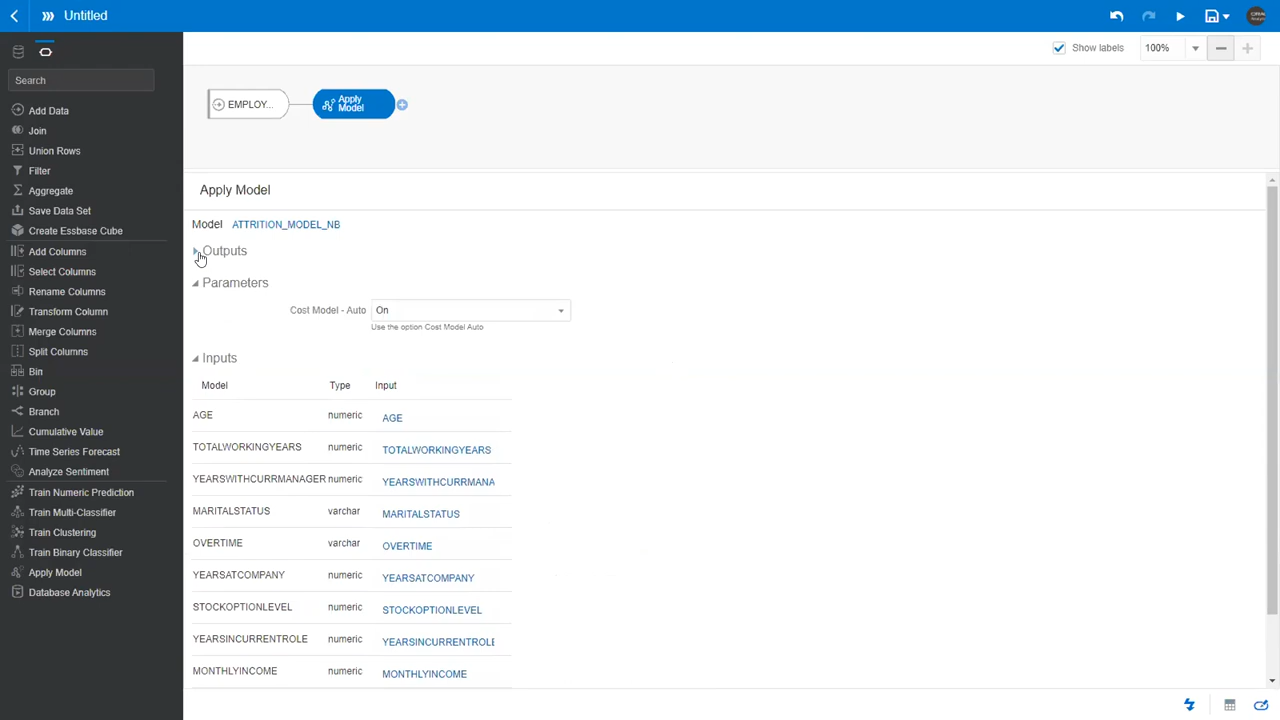 Untitled
Show labels
100%
Search
Add Data
Join
Union Rows
Filter
Aggregate
Save Data Set
Create Essbase Cube
Add Columns
Select Columns
Rename Columns
Transform Column
Merge Columns
Split Columns
Bin
Group
Branch
Cumulative Value
Time Series Forecast
Analyze Sentiment
Train Numeric Prediction
Train Multi-Classifier
Train Clustering
Train Binary Classifier
Apply Model
Database Analytics
EMPLOY...
Apply
Model
Apply Model
Model ATTRITION_MODEL_NB
Outputs
Parameters
Cost Model - Auto On
Use the option Cost Model Auto
Inputs
Model Type Input
AGE numeric AGE
TOTALWORKINGYEARS numeric TOTALWORKINGYEARS
YEARSWITHCURRMANAGER numeric YEARSWITHCURRMANA
MARITALSTATUS varchar MARITALSTATUS
OVERTIME varchar OVERTIME
YEARSATCOMPANY numeric YEARSATCOMPANY
STOCKOPTIONLEVEL numeric STOCKOPTIONLEVEL
YEARSINCURRENTROLE numeric YEARSINCURRENTROLE
MONTHLYINCOME numeric MONTHLYINCOME